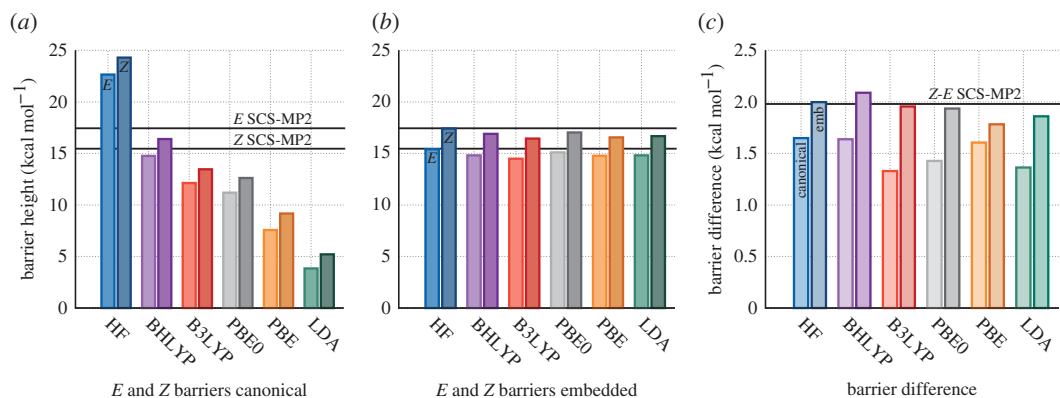 (a)
25
20
15
10
5
0
barrier height (kcal mol⁻¹)
E
Z
E SCS-MP2
Z SCS-MP2
HF
BHLYP
B3LYP
PBE0
PBE
LDA
E and Z barriers canonical
(b)
25
20
15
10
5
0
E
Z
HF
BHLYP
B3LYP
PBE0
PBE
LDA
E and Z barriers embedded
(c)
2.5
2.0
1.5
1.0
0.5
0
barrier difference (kcal mol⁻¹)
canonical
emb
Z-E SCS-MP2
HF
BHLYP
B3LYP
PBE0
PBE
LDA
barrier difference